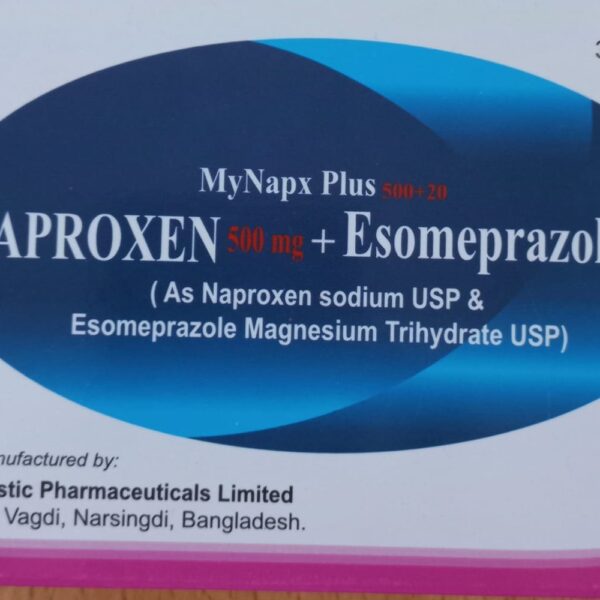 3
MyNapx Plus 500+20
APROXEN 500 mg + Esomeprazol
( As Naproxen sodium USP &
Esomeprazole Magnesium Trihydrate USP)
nufactured by:
stic Pharmaceuticals Limited
Vagdi, Narsingdi, Bangladesh.